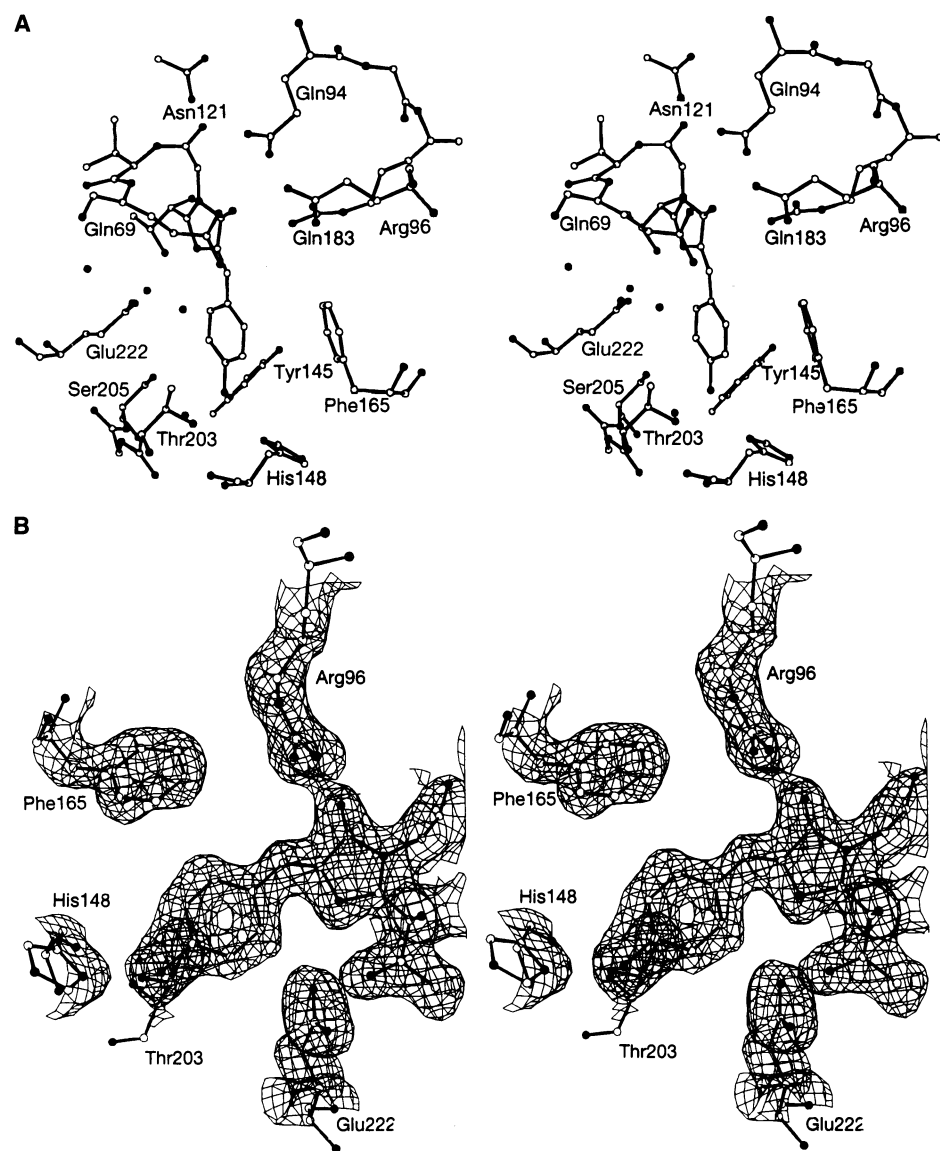 A
Asn121
Gln94
Gln69
Gln183
Arg96
Glu222
Ser205
Thr203
Tyr145
Phe165
His148
Asn121
Gln94
Gln69
Gln183
Arg96
Glu222
Ser205
Thr203
Tyr145
Phe165
His148
B
Arg96
Phe165
His148
Thr203
Glu222
Arg96
Phe165
His148
Thr203
Glu222